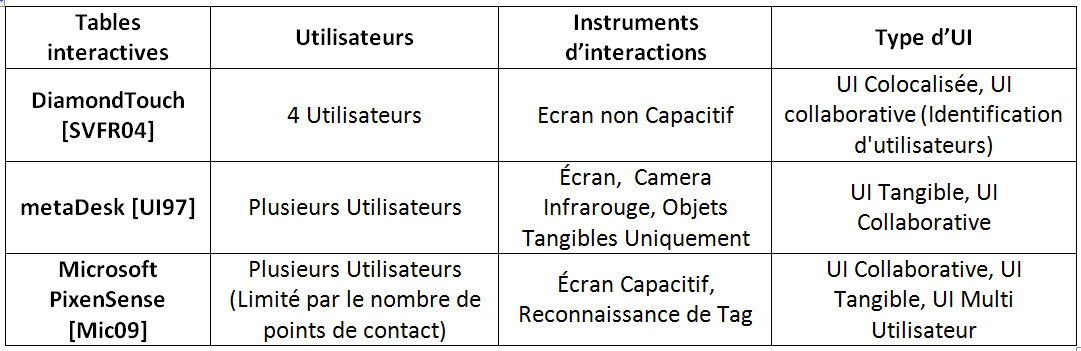 Tables
interactives
Utilisateurs
Instruments
d'interactions
Type d'UI
DiamondTouch
[SVFR04]
4 Utilisateurs
Ecran non Capacitif
UI Colocalisée, UI
collaborative (Identification
d'utilisateurs)
metaDesk [UI97]
Plusieurs Utilisateurs
Écran, Camera
Infrarouge, Objets
Tangibles Uniquement
UI Tangible, UI
Collaborative
Microsoft
PixenSense
[Mic09]
Plusieurs Utilisateurs
(Limité par le nombre de
points de contact)
Écran Capacitif,
Reconnaissance de Tag
UI Collaborative, UI
Tangible, UI Multi
Utilisateur